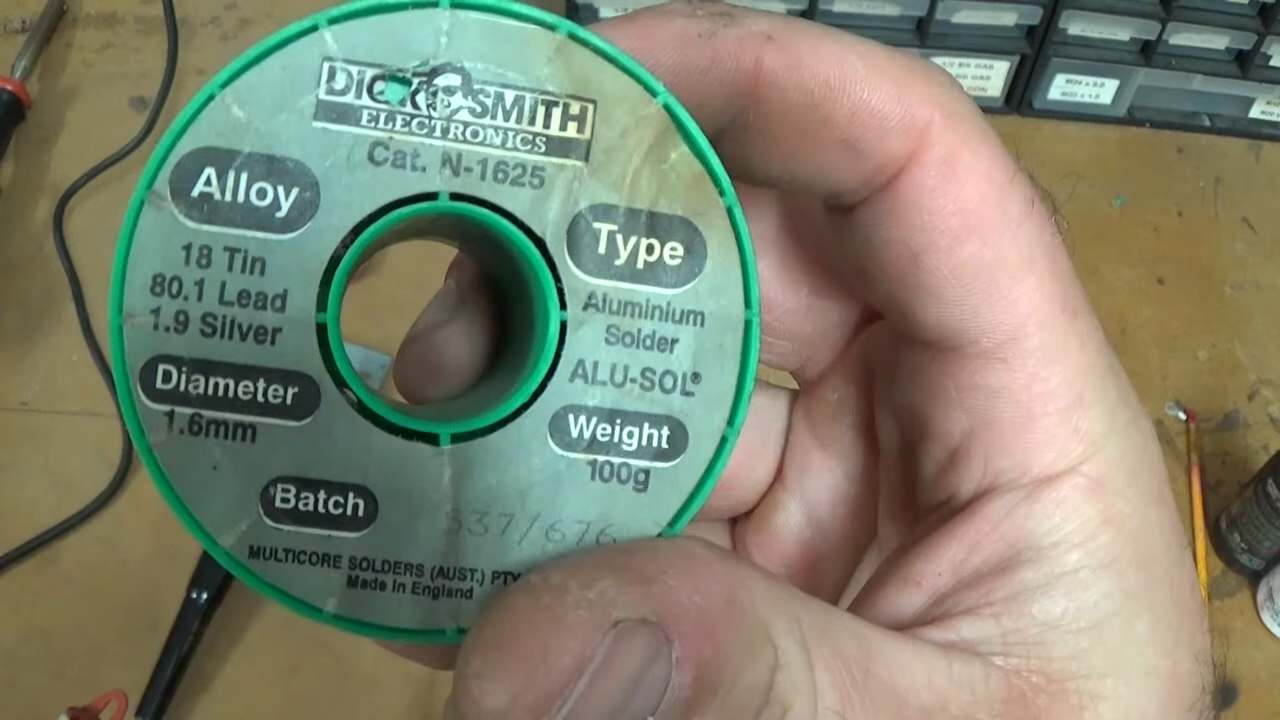 DICK SMITH
ELECTRONICS
Cat. N-1625
Alloy
18 Tin
80.1 Lead
1.9 Silver
Diameter
1.6mm
Type
Aluminium
Solder
ALU-SOL®
Weight
100g
Batch
537/676
MULTICORE SOLDERS (AUST.) PTY
Made In England